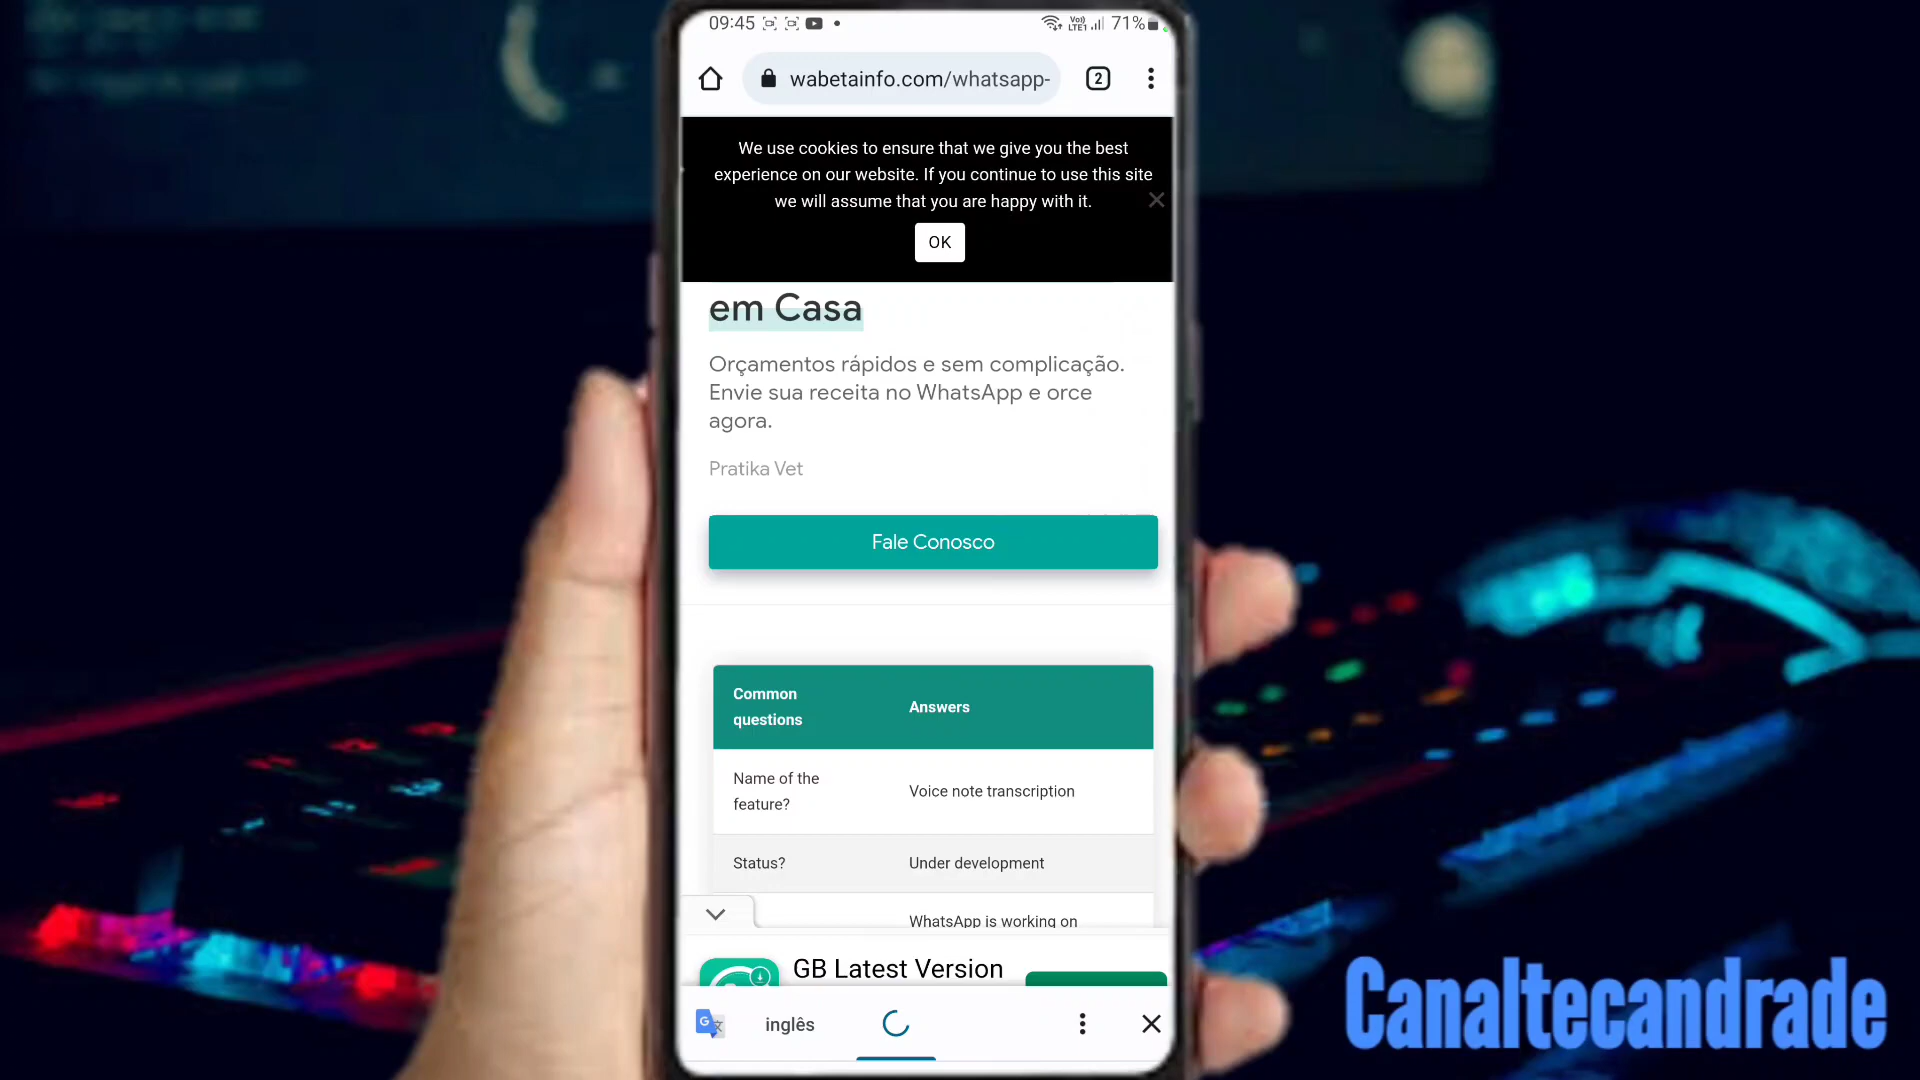 09:45
Vo)) LTE1 71%
wabetainfo.com/whatsapp-
2
We use cookies to ensure that we give you the best
experience on our website. If you continue to use this site
we will assume that you are happy with it.
OK
em Casa
Orçamentos rápidos e sem complicação.
Envie sua receita no WhatsApp e orce
agora.
Pratika Vet
Fale Conosco
Common
questions
Answers
Name of the
feature?
Voice note transcription
Status?
Under development
WhatsApp is working on
GB Latest Version
inglês
Canaltecandrade